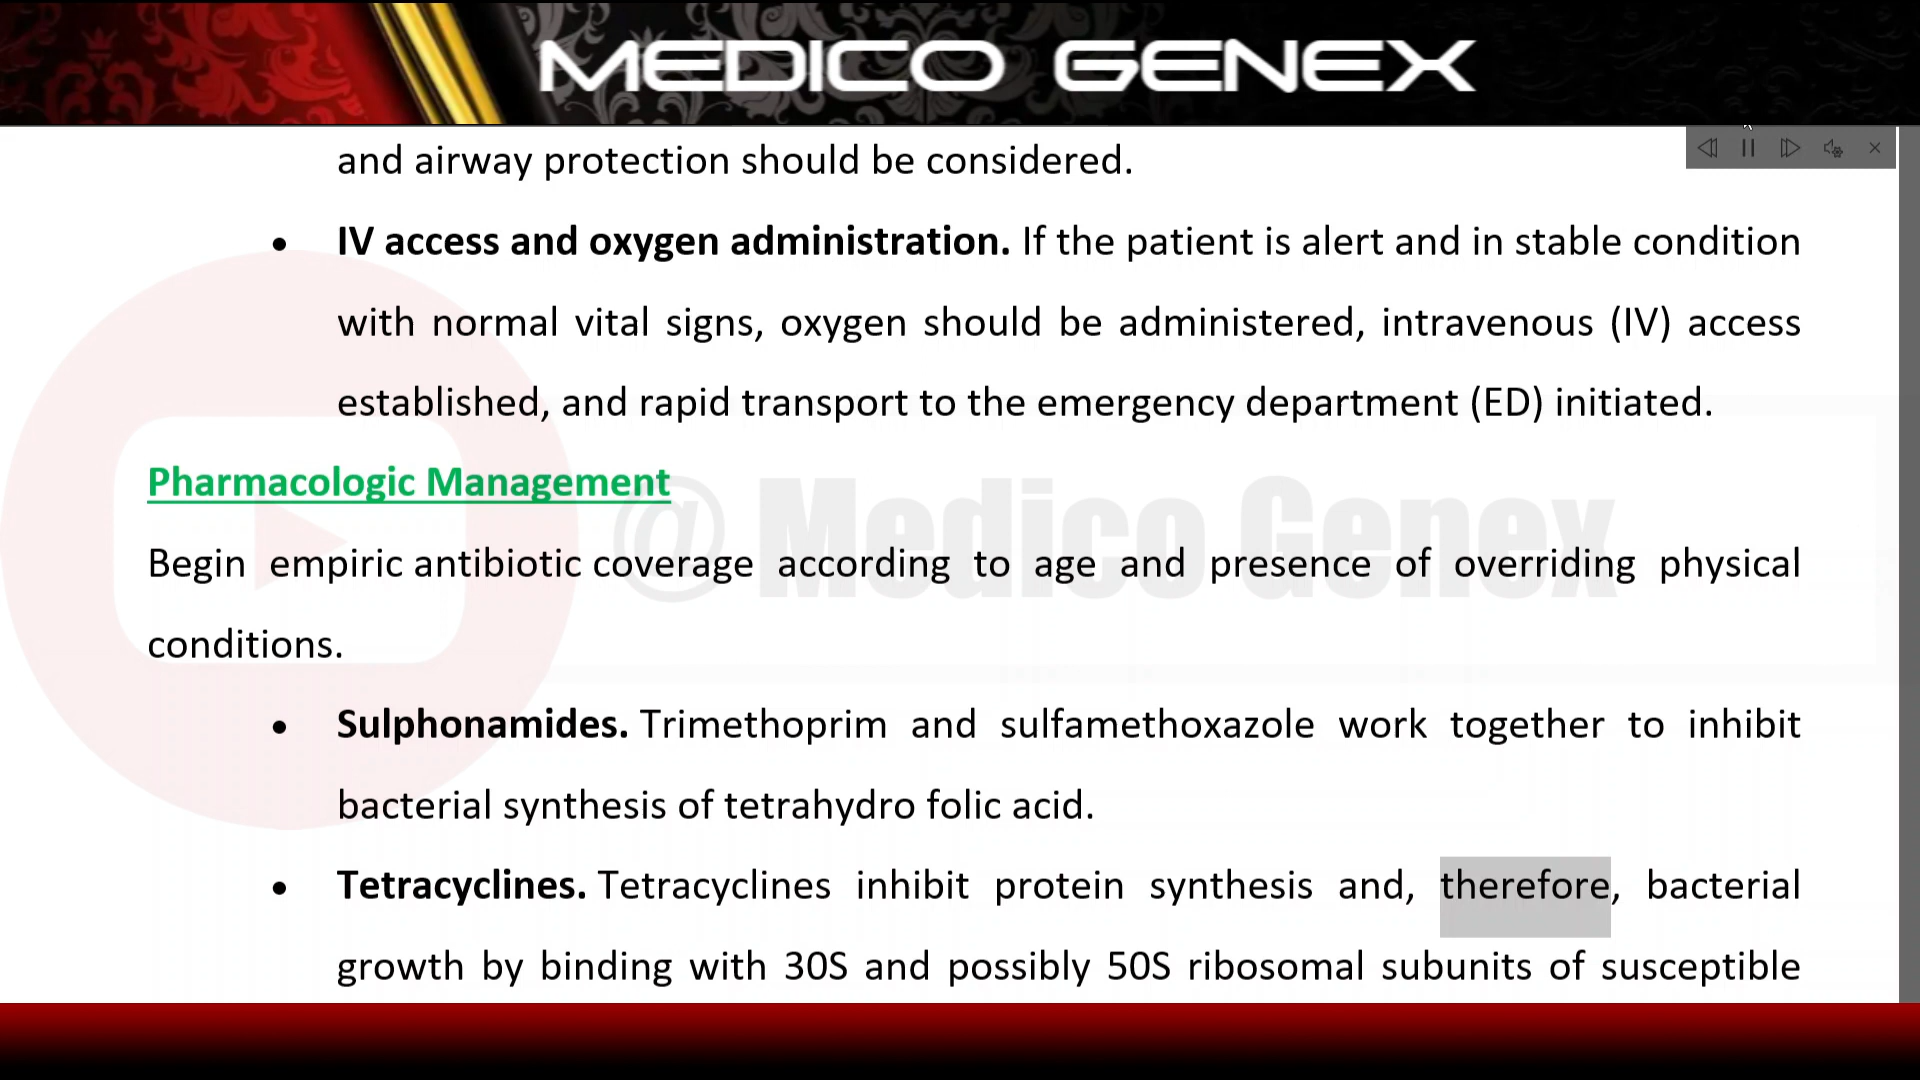 MEDICO GENEX
and airway protection should be considered.
• IV access and oxygen administration. If the patient is alert and in stable condition
with normal vital signs, oxygen should be administered, intravenous (IV) access
established, and rapid transport to the emergency department (ED) initiated.
Pharmacologic Management
@ Medico Genex
Begin empiric antibiotic coverage according to age and presence of overriding physical
conditions.
• Sulphonamides. Trimethoprim and sulfamethoxazole work together to inhibit
bacterial synthesis of tetrahydro folic acid.
• Tetracyclines. Tetracyclines inhibit protein synthesis and, therefore, bacterial
growth by binding with 30S and possibly 50S ribosomal subunits of susceptible